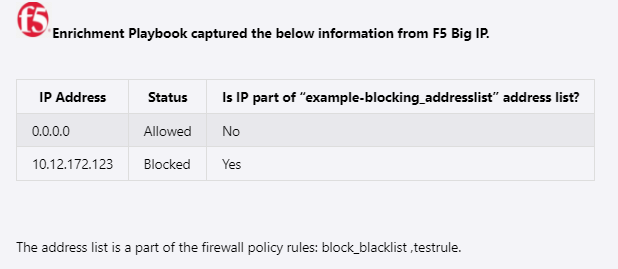 f5
Enrichment Playbook captured the below information from F5 Big IP.
IP Address Status Is IP part of “example-blocking_addresslist” address list?
0.0.0.0 Allowed No
10.12.172.123 Blocked Yes
The address list is a part of the firewall policy rules: block_blacklist ,testrule.